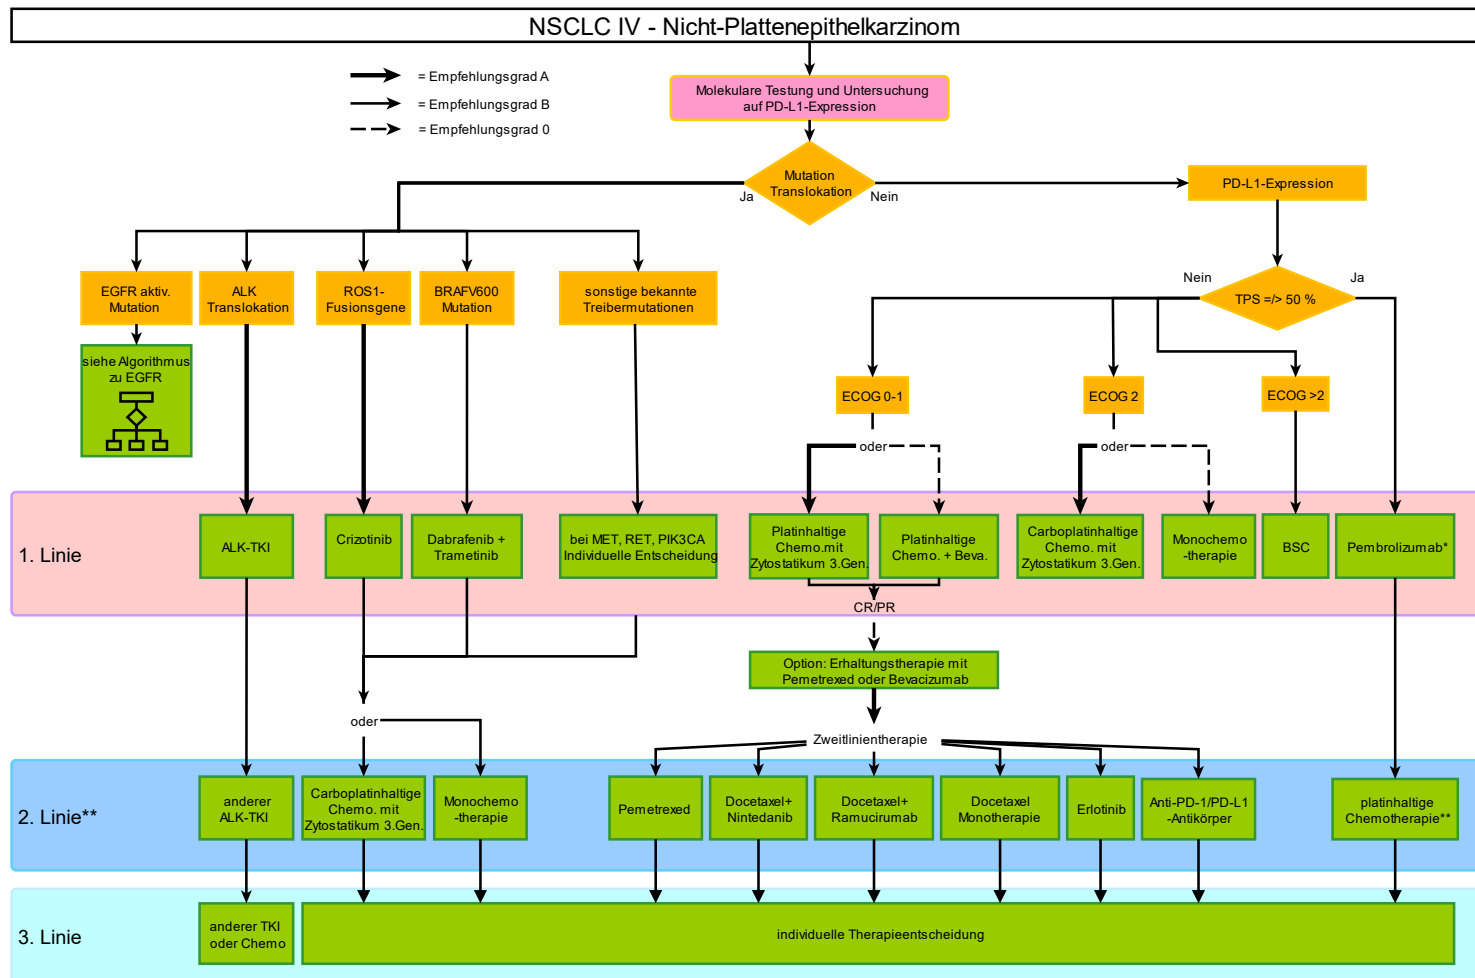 NSCLC IV - Nicht-Plattenepithelkarzinom
= Empfehlungsgrad A
= Empfehlungsgrad B
= Empfehlungsgrad 0
Molekulare Testung und Untersuchung
auf PD-L1-Expression
Mutation
Translokation
Ja
Nein
PD-L1-Expression
EGFR aktiv.
Mutation
ALK
Translokation
ROS1-
Fusionsgene
BRAFV600
Mutation
sonstige bekannte
Treibermutationen
Nein
Ja
TPS =/> 50 %
siehe Algorithmus
zu EGFR
ECOG 0-1
ECOG 2
ECOG >2
oder
oder
1. Linie
ALK-TKI
Crizotinib
Dabrafenib +
Trametinib
bei MET, RET, PIK3CA
Individuelle Entscheidung
Platinhaltige
Chemo.mit
Zytostatikum 3.Gen.
Platinhaltige
Chemo. + Beva.
Carboplatinhaltige
Chemo. mit
Zytostatikum 3.Gen.
Monochemo
-therapie
BSC
Pembrolizumab*
CR/PR
Option: Erhaltungstherapie mit
Pemetrexed oder Bevacizumab
oder
Zweitlinientherapie
2. Linie**
anderer
ALK-TKI
Carboplatinhaltige
Chemo. mit
Zytostatikum 3.Gen.
Monochemo
-therapie
Pemetrexed
Docetaxel+
Nintedanib
Docetaxel+
Ramucirumab
Docetaxel
Monotherapie
Erlotinib
Anti-PD-1/PD-L1
-Antikörper
platinhaltige
Chemotherapie**
3. Linie
anderer TKI
oder Chemo
individuelle Therapieentscheidung